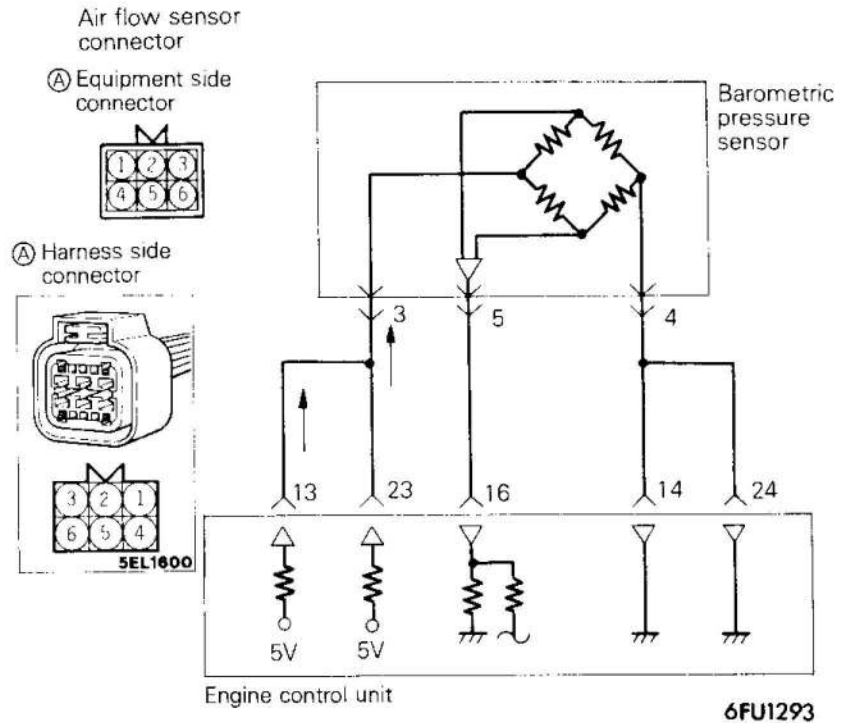 Air flow sensor
connector
Ⓐ Equipment side
connector
1 2 3
4 5 6
Ⓐ Harness side
connector
3 2 1
6 5 4
5EL1600
Barometric
pressure
sensor
3 5 4
13 23 16 14 24
5V 5V
Engine control unit
6FU1293